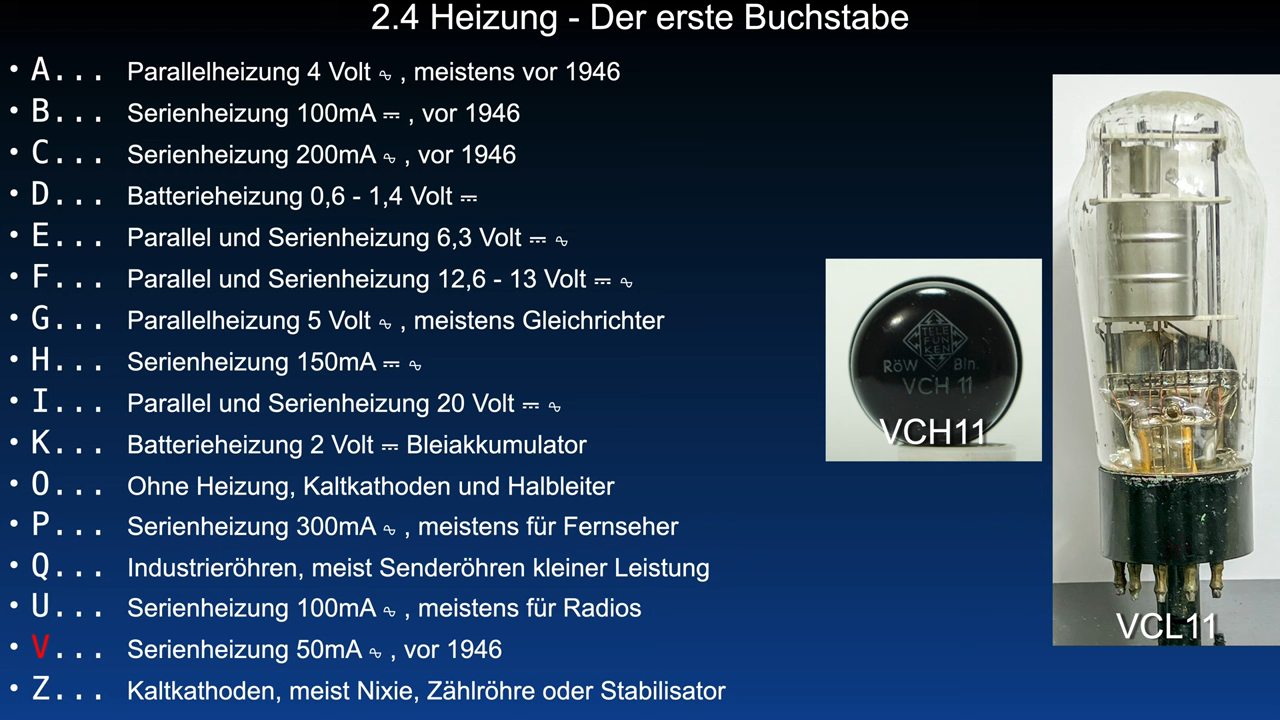 2.4 Heizung - Der erste Buchstabe
• A... Parallelheizung 4 Volt ∿ , meistens vor 1946
• B... Serienheizung 100mA ⎓ , vor 1946
• C... Serienheizung 200mA ∿ , vor 1946
• D... Batterieheizung 0,6 - 1,4 Volt ⎓
• E... Parallel und Serienheizung 6,3 Volt ⎓ ∿
• F... Parallel und Serienheizung 12,6 - 13 Volt ⎓ ∿
• G... Parallelheizung 5 Volt ∿ , meistens Gleichrichter
• H... Serienheizung 150mA ⎓ ∿
• I... Parallel und Serienheizung 20 Volt ⎓ ∿
• K... Batterieheizung 2 Volt ⎓ Bleiakkumulator
• O... Ohne Heizung, Kaltkathoden und Halbleiter
• P... Serienheizung 300mA ∿ , meistens für Fernseher
• Q... Industrieröhren, meist Senderöhren kleiner Leistung
• U... Serienheizung 100mA ∿ , meistens für Radios
• V... Serienheizung 50mA ∿ , vor 1946
• Z... Kaltkathoden, meist Nixie, Zählröhre oder Stabilisator
TELE
FUN
KEN
RöW Bln.
VCH 11
VCH11
VCL11